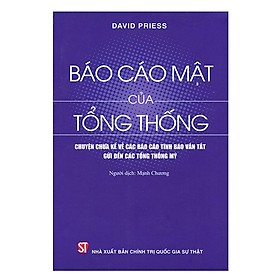 DAVID PRIESS
BÁO CÁO MẬT
CỦA
TỔNG THỐNG
CHUYỆN CHƯA KỂ VỀ CÁC BÁO CÁO TÌNH BÁO VẮN TẮT
GỬI ĐẾN CÁC TỔNG THỐNG MỸ
Người dịch: Mạnh Chương
ST
NHÀ XUẤT BẢN CHÍNH TRỊ QUỐC GIA SỰ THẬT